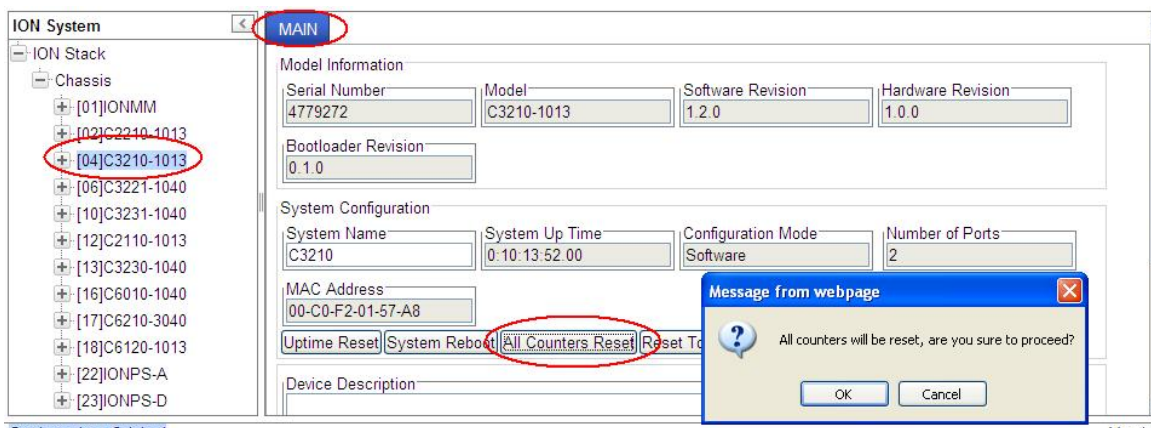 ION System
ION Stack
Chassis
[01]IONMM
[02]C2210-1013
[04]C3210-1013
[06]C3221-1040
[10]C3231-1040
[12]C2110-1013
[13]C3230-1040
[16]C6010-1040
[17]C6210-3040
[18]C6120-1013
[22]IONPS-A
[23]IONPS-D
MAIN
Model Information
Serial Number Model Software Revision Hardware Revision
4779272 C3210-1013 1.2.0 1.0.0
Bootloader Revision
0.1.0
System Configuration
System Name System Up Time Configuration Mode Number of Ports
C3210 0:10:13:52.00 Software 2
MAC Address
00-C0-F2-01-57-A8
Uptime Reset System Reboot All Counters Reset Reset To
Device Description
Message from webpage
All counters will be reset, are you sure to proceed?
OK Cancel